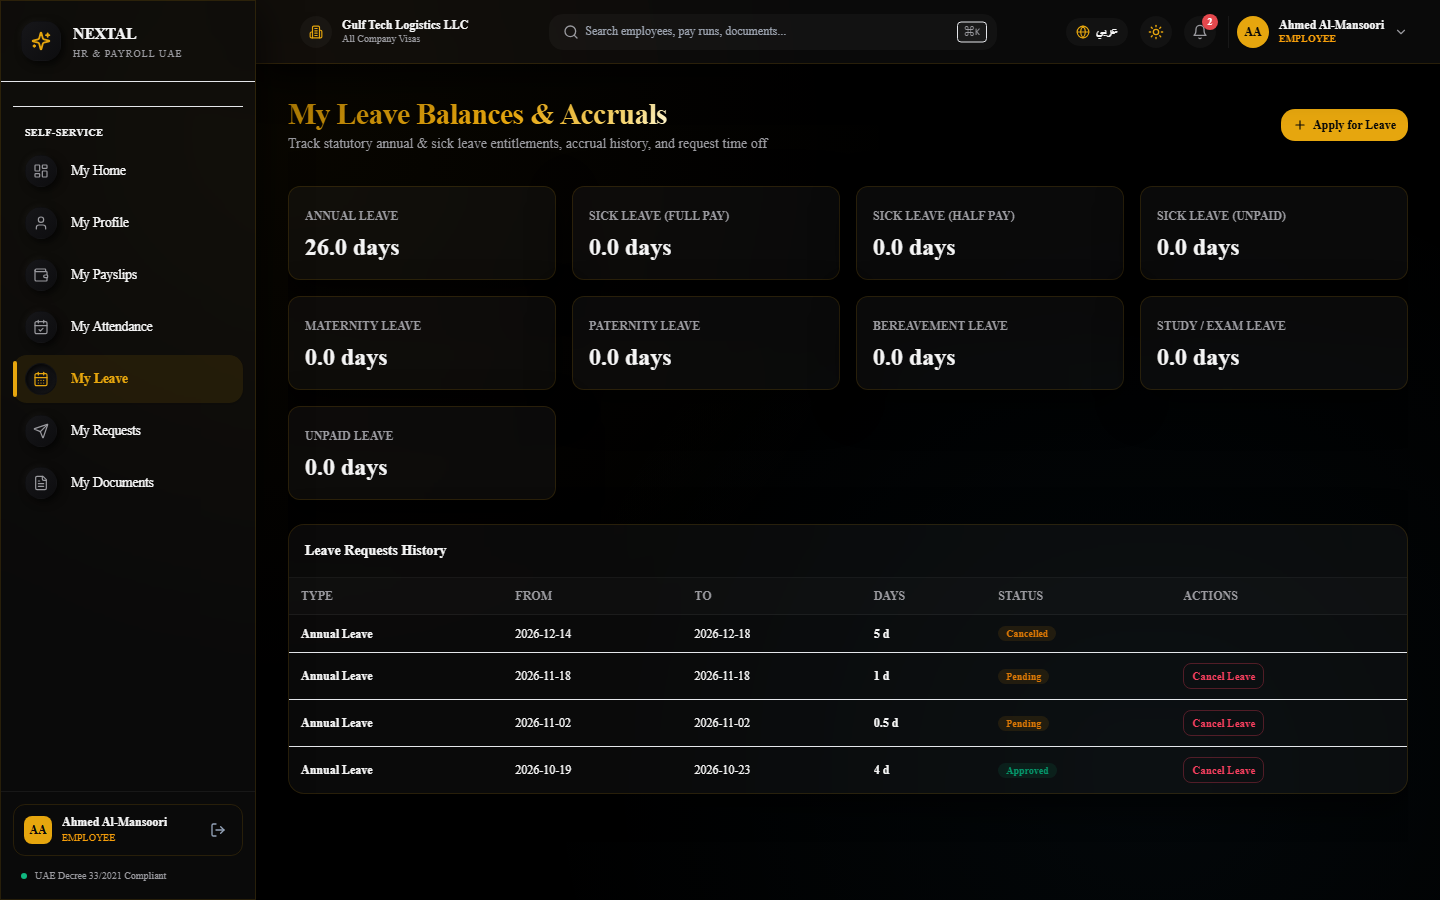 NEXTAL
HR & PAYROLL UAE
Gulf Tech Logistics LLC
All Company Visas
Search employees, pay runs, documents...
⌘K
عربي
2
AA
Ahmed Al-Mansoori
EMPLOYEE
SELF-SERVICE
My Home
My Profile
My Payslips
My Attendance
My Leave
My Requests
My Documents
AA
Ahmed Al-Mansoori
EMPLOYEE
UAE Decree 33/2021 Compliant
My Leave Balances & Accruals
Track statutory annual & sick leave entitlements, accrual history, and request time off
+ Apply for Leave
ANNUAL LEAVE
26.0 days
SICK LEAVE (FULL PAY)
0.0 days
SICK LEAVE (HALF PAY)
0.0 days
SICK LEAVE (UNPAID)
0.0 days
MATERNITY LEAVE
0.0 days
PATERNITY LEAVE
0.0 days
BEREAVEMENT LEAVE
0.0 days
STUDY / EXAM LEAVE
0.0 days
UNPAID LEAVE
0.0 days
Leave Requests History
TYPE FROM TO DAYS STATUS ACTIONS
Annual Leave 2026-12-14 2026-12-18 5 d Cancelled
Annual Leave 2026-11-18 2026-11-18 1 d Pending Cancel Leave
Annual Leave 2026-11-02 2026-11-02 0.5 d Pending Cancel Leave
Annual Leave 2026-10-19 2026-10-23 4 d Approved Cancel Leave